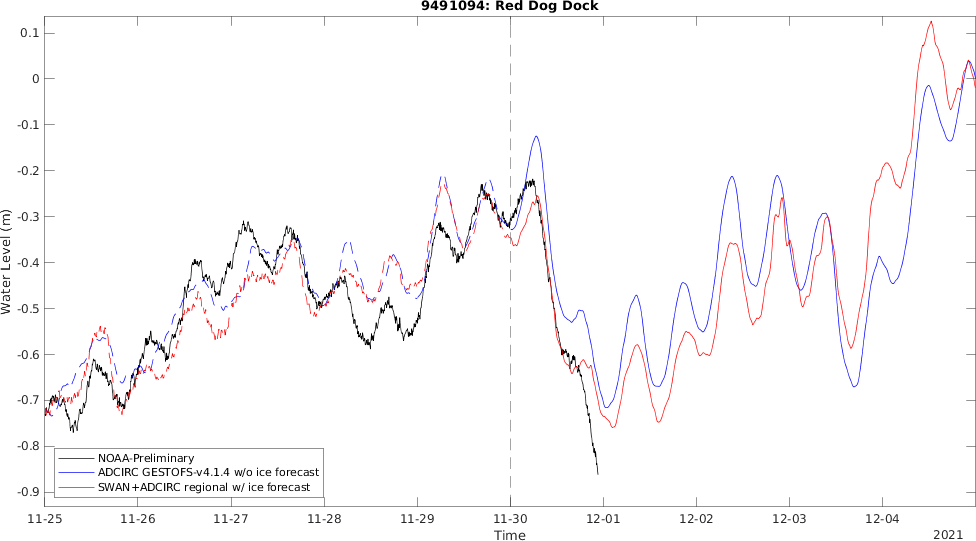 9491094: Red Dog Dock
Water Level (m)
0.1
0
-0.1
-0.2
-0.3
-0.4
-0.5
-0.6
-0.7
-0.8
-0.9
NOAA-Preliminary
ADCIRC GESTOFS-v4.1.4 w/o ice forecast
SWAN+ADCIRC regional w/ ice forecast
11-25 11-26 11-27 11-28 11-29 11-30 12-01 12-02 12-03 12-04
Time
2021